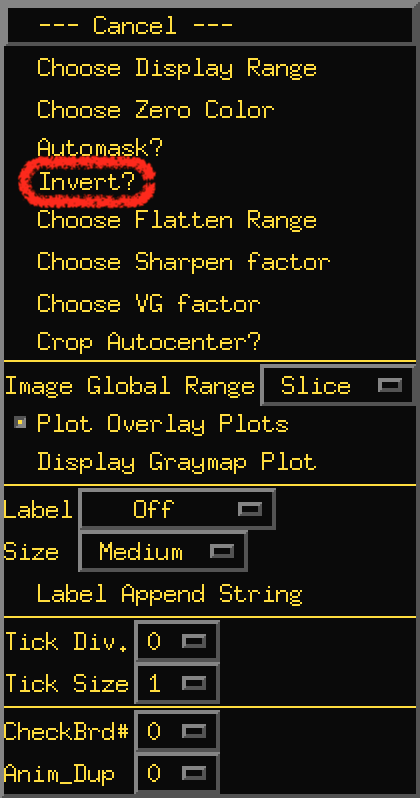 --- Cancel ---
Choose Display Range
Choose Zero Color
Automask?
Invert?
Choose Flatten Range
Choose Sharpen factor
Choose VG factor
Crop Autocenter?
Image Global Range Slice
Plot Overlay Plots
Display Graymap Plot
Label Off
Size Medium
Label Append String
Tick Div. 0
Tick Size 1
CheckBrd# 0
Anim_Dup 0